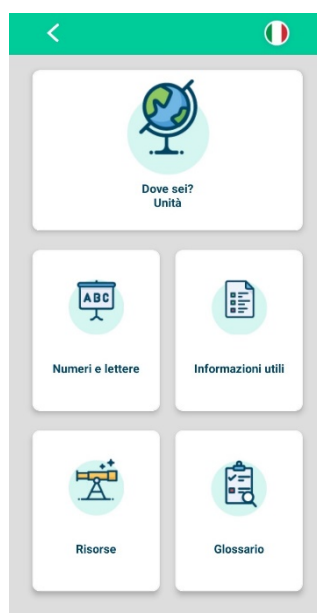 Dove sei?
Unità
ABC
Numeri e lettere
Informazioni utili
Risorse
Glossario